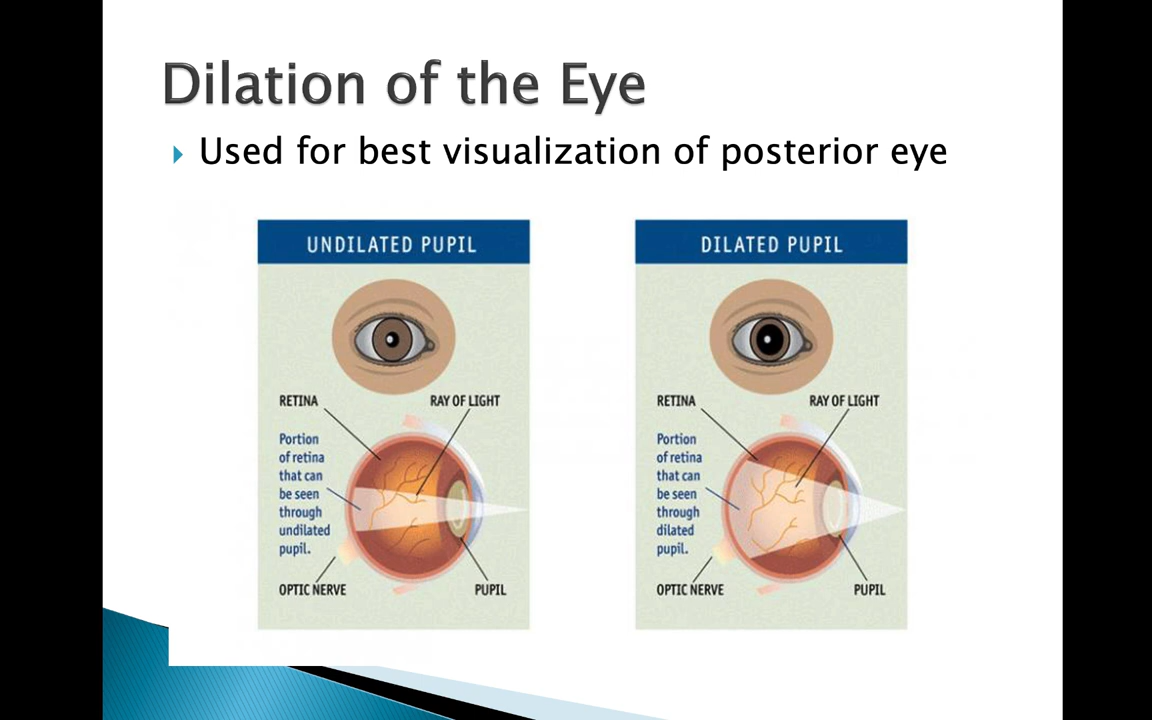 Dilation of the Eye
Used for best visualization of posterior eye
UNDILATED PUPIL
RETINA
RAY OF LIGHT
Portion
of retina
that can
be seen
through
undilated
pupil.
OPTIC NERVE
PUPIL
DILATED PUPIL
RETINA
RAY OF LIGHT
Portion
of retina
that can
be seen
through
dilated
pupil.
OPTIC NERVE
PUPIL